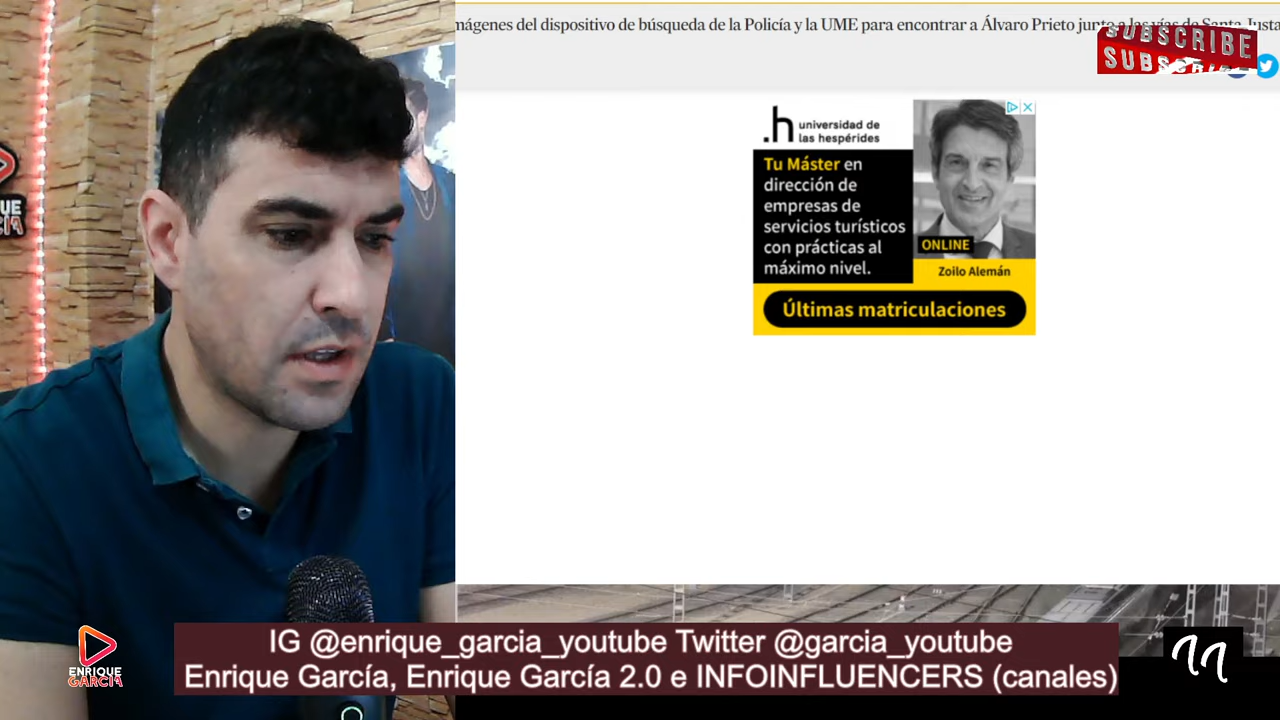 mágenes del dispositivo de búsqueda de la Policía y la UME para encontrar a Álvaro Prieto junto a las vías de Santa Justa
SUBSCRIBE
.h universidad de
las hespérides
Tu Máster en
dirección de
empresas de
servicios turísticos
con prácticas al
máximo nivel.
ONLINE
Zoilo Alemán
Últimas matriculaciones
IG @enrique_garcia_youtube Twitter @garcia_youtube
Enrique García, Enrique García 2.0 e INFOINFLUENCERS (canales)
ENRIQUE
GARCÍA